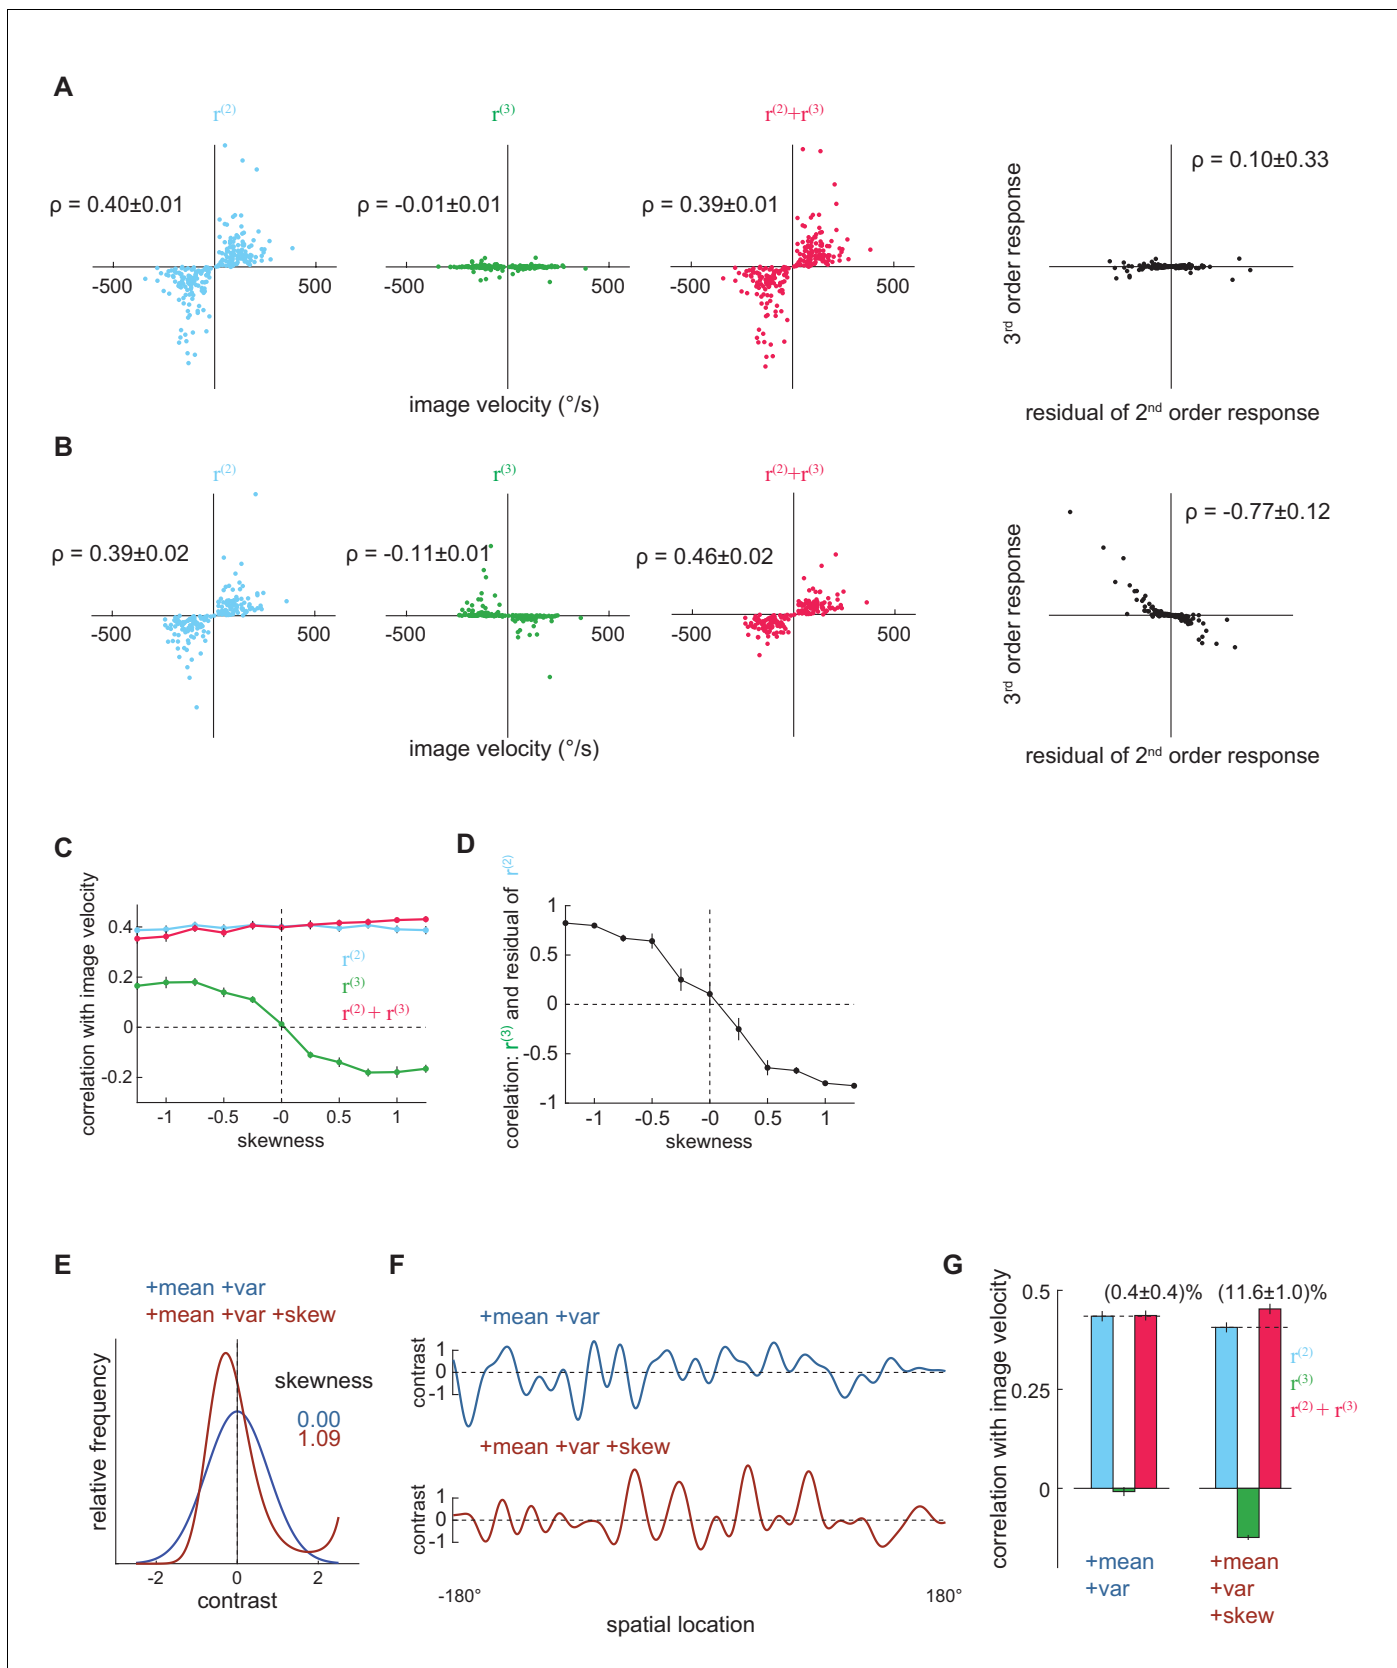 A
r(2)
r(3)
r(2)+r(3)
ρ = 0.40±0.01
ρ = -0.01±0.01
ρ = 0.39±0.01
ρ = 0.10±0.33
-500
500
-500
500
-500
500
3rd order response
image velocity (°/s)
residual of 2nd order response
B
r(2)
r(3)
r(2)+r(3)
ρ = 0.39±0.02
ρ = -0.11±0.01
ρ = 0.46±0.02
ρ = -0.77±0.12
-500
500
-500
500
-500
500
3rd order response
image velocity (°/s)
residual of 2nd order response
C
correlation with image velocity
0.4
0.2
0
-0.2
r(2)
r(3)
r(2) + r(3)
-1
-0.5
-0
0.5
1
skewness
D
corelation: r(3) and residual of r(2)
1
0.5
0
-0.5
-1
-1
-0.5
-0
0.5
1
skewness
E
+mean +var
+mean +var +skew
skewness
0.00
1.09
relative frequency
-2
0
2
contrast
F
+mean +var
contrast
1
0
-1
+mean +var +skew
contrast
1
0
-1
-180°
180°
spatial location
G
correlation with image velocity
0.5
0.25
0
(0.4±0.4)%
(11.6±1.0)%
r(2)
r(3)
r(2) + r(3)
+mean
+var
+mean
+var
+skew